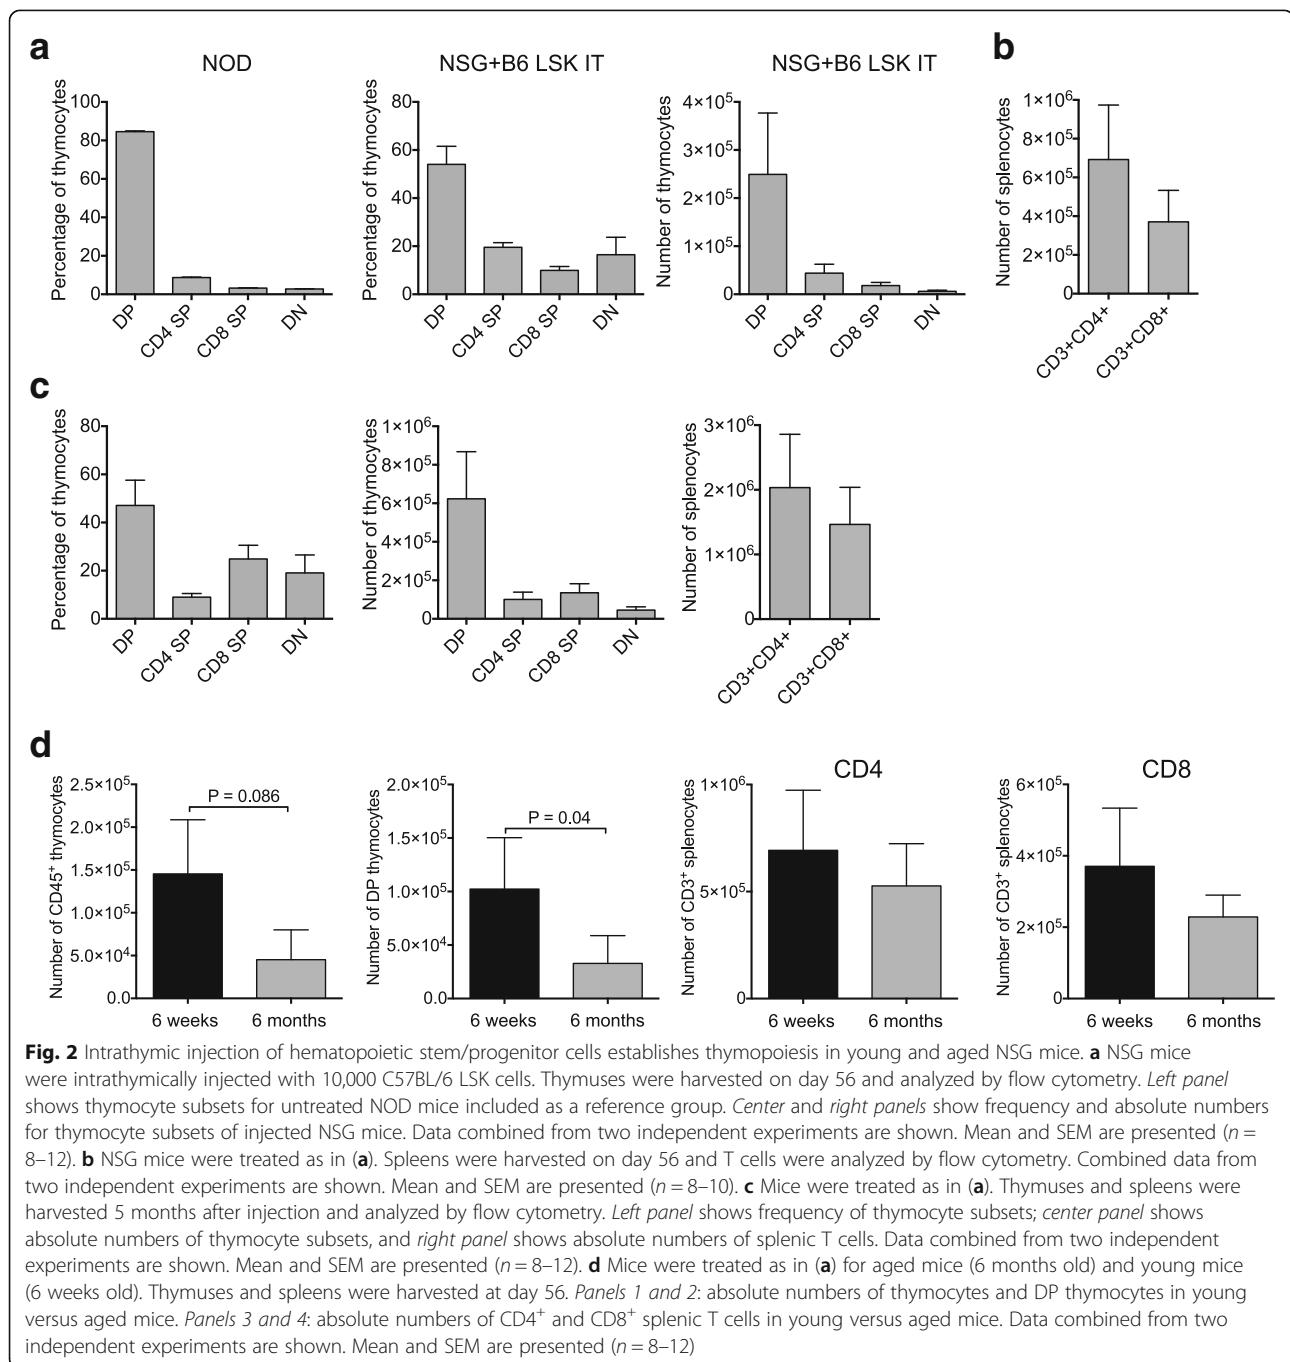 a
b
NOD
NSG+B6 LSK IT
NSG+B6 LSK IT
Percentage of thymocytes
100
80
60
40
20
0
DP
CD4 SP
CD8 SP
DN
Percentage of thymocytes
80
60
40
20
0
DP
CD4 SP
CD8 SP
DN
Number of thymocytes
4×10⁵
3×10⁵
2×10⁵
1×10⁵
0
DP
CD4 SP
CD8 SP
DN
Number of splenocytes
1×10⁶
8×10⁵
6×10⁵
4×10⁵
2×10⁵
0
CD3+CD4+
CD3+CD8+
c
Percentage of thymocytes
80
60
40
20
0
DP
CD4 SP
CD8 SP
DN
Number of thymocytes
1×10⁶
8×10⁵
6×10⁵
4×10⁵
2×10⁵
0
DP
CD4 SP
CD8 SP
DN
Number of splenocytes
3×10⁶
2×10⁶
1×10⁶
0
CD3+CD4+
CD3+CD8+
d
Number of CD45⁺ thymocytes
2.5×10⁵
2.0×10⁵
1.5×10⁵
1.0×10⁵
5.0×10⁴
0.0
P = 0.086
6 weeks
6 months
Number of DP thymocytes
2.0×10⁵
1.5×10⁵
1.0×10⁵
5.0×10⁴
0.0
P = 0.04
6 weeks
6 months
CD4
Number of CD3⁺ splenocytes
1×10⁶
5×10⁵
0
6 weeks
6 months
CD8
Number of CD3⁺ splenocytes
6×10⁵
4×10⁵
2×10⁵
0
6 weeks
6 months
Fig. 2 Intrathymic injection of hematopoietic stem/progenitor cells establishes thymopoiesis in young and aged NSG mice. a NSG mice
were intrathymically injected with 10,000 C57BL/6 LSK cells. Thymuses were harvested on day 56 and analyzed by flow cytometry. Left panel
shows thymocyte subsets for untreated NOD mice included as a reference group. Center and right panels show frequency and absolute numbers
for thymocyte subsets of injected NSG mice. Data combined from two independent experiments are shown. Mean and SEM are presented (n =
8–12). b NSG mice were treated as in (a). Spleens were harvested on day 56 and T cells were analyzed by flow cytometry. Combined data from
two independent experiments are shown. Mean and SEM are presented (n = 8–10). c Mice were treated as in (a). Thymuses and spleens were
harvested 5 months after injection and analyzed by flow cytometry. Left panel shows frequency of thymocyte subsets; center panel shows
absolute numbers of thymocyte subsets, and right panel shows absolute numbers of splenic T cells. Data combined from two independent
experiments are shown. Mean and SEM are presented (n = 8–12). d Mice were treated as in (a) for aged mice (6 months old) and young mice
(6 weeks old). Thymuses and spleens were harvested at day 56. Panels 1 and 2: absolute numbers of thymocytes and DP thymocytes in young
versus aged mice. Panels 3 and 4: absolute numbers of CD4⁺ and CD8⁺ splenic T cells in young versus aged mice. Data combined from two
independent experiments are shown. Mean and SEM are presented (n = 8–12)